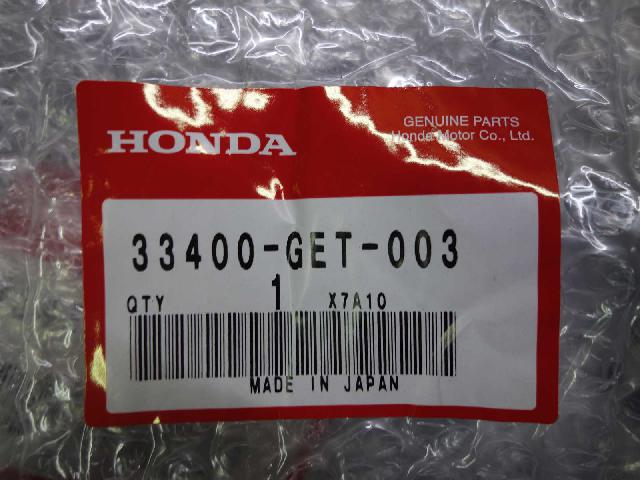 HONDA
GENUINE PARTS
Honda Motor Co., Ltd.
33400-GET-003
QTY 1 X7A10
MADE IN JAPAN